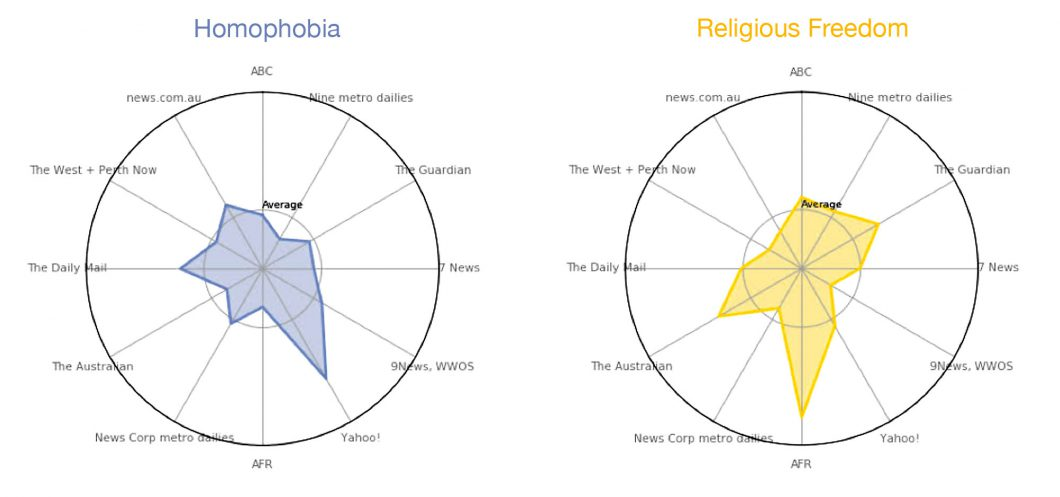 Homophobia
ABC
Nine metro dailies
The Guardian
7 News
9News, WWOS
Yahoo!
AFR
News Corp metro dailies
The Australian
The Daily Mail
The West + Perth Now
news.com.au
Average
Religious Freedom
ABC
Nine metro dailies
The Guardian
7 News
9News, WWOS
Yahoo!
AFR
News Corp metro dailies
The Australian
The Daily Mail
The West + Perth Now
news.com.au
Average